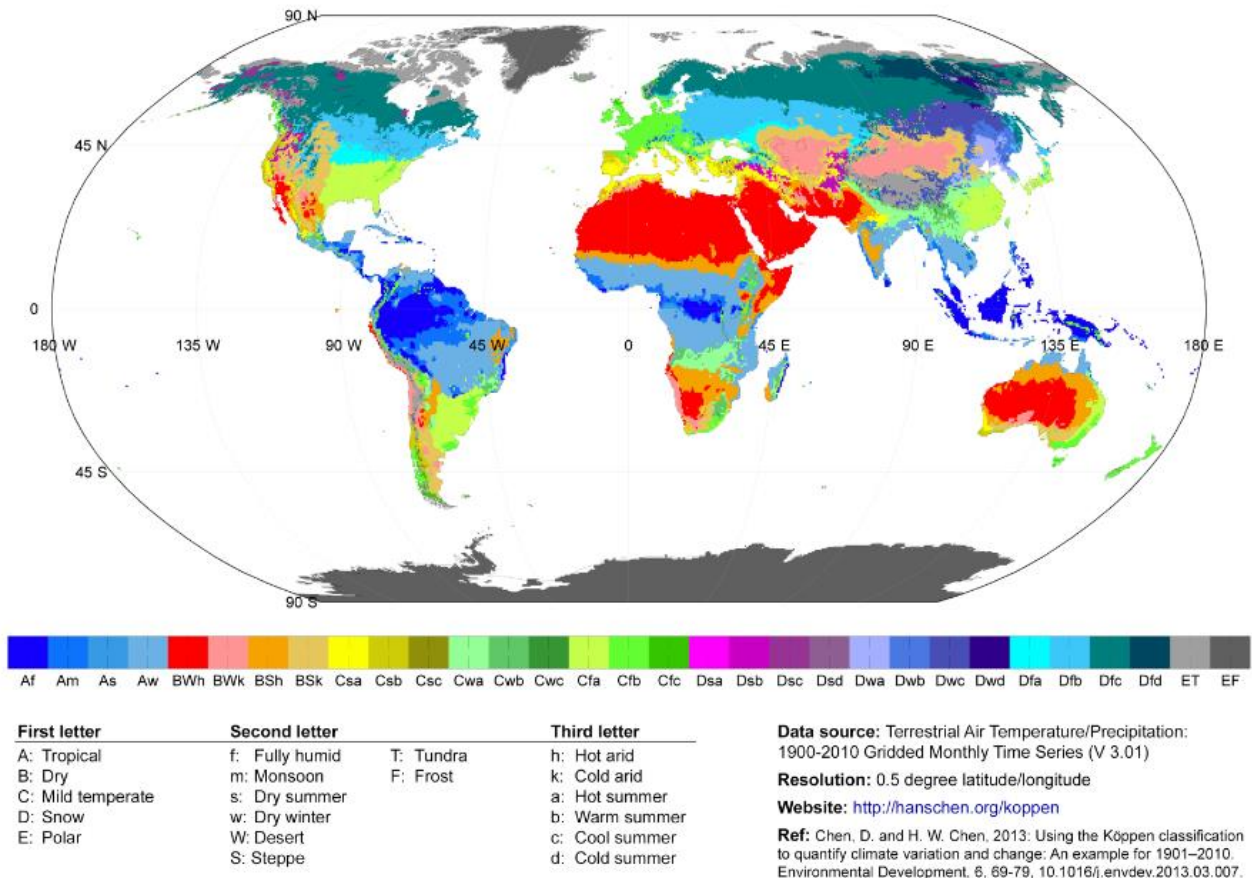 90 N
45 N
0
180 W 135 W 90 W 45 W 0 45 E 90 E 135 E 180 E
45 S
90 S
Af Am As Aw BWh BWk BSh BSk Csa Csb Csc Cwa Cwb Cwc Cfa Cfb Cfc Dsa Dsb Dsc Dsd Dwa Dwb Dwc Dwd Dfa Dfb Dfc Dfd ET EF
First letter
A: Tropical
B: Dry
C: Mild temperate
D: Snow
E: Polar
Second letter
f: Fully humid
m: Monsoon
s: Dry summer
w: Dry winter
W: Desert
S: Steppe
T: Tundra
F: Frost
Third letter
h: Hot arid
k: Cold arid
a: Hot summer
b: Warm summer
c: Cool summer
d: Cold summer
Data source: Terrestrial Air Temperature/Precipitation:
1900-2010 Gridded Monthly Time Series (V 3.01)
Resolution: 0.5 degree latitude/longitude
Website: http://hanschen.org/koppen
Ref: Chen, D. and H. W. Chen, 2013: Using the Köppen classification
to quantify climate variation and change: An example for 1901–2010.
Environmental Development, 6, 69-79, 10.1016/j.envdev.2013.03.007.